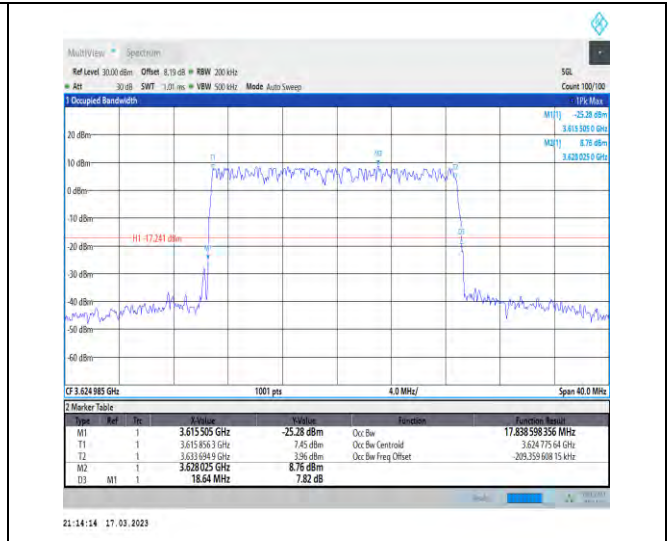 MultiView Spectrum
Ref Level 30.00 dBm Offset 8.19 dB RBW 200 kHz SGL
Att 30 dB SWT 1.01 ms VBW 500 kHz Mode Auto Sweep Count 100/100
1 Occupied Bandwidth 1Pk Max
M1[1] -25.28 dBm
3.615 505 0 GHz
M2[1] 8.76 dBm
3.628 025 0 GHz
20 dBm
10 dBm
T1
M2
0 dBm
-10 dBm
H1 -17.241 dBm
D3
-20 dBm
-30 dBm
-40 dBm
-50 dBm
-60 dBm
CF 3.624 985 GHz 1001 pts 4.0 MHz/ Span 40.0 MHz
2 Marker Table
Type Ref Trc X-Value Y-Value Function Function Result
M1 1 3.615 505 GHz -25.28 dBm Occ Bw 17.838 598 356 MHz
T1 1 3.615 856 3 GHz 7.45 dBm Occ Bw Centroid 3.624 775 64 GHz
T2 1 3.633 694 9 GHz 3.96 dBm Occ Bw Freq Offset -209.359 608 15 kHz
M2 1 3.628 025 GHz 8.76 dBm
D3 M1 1 18.64 MHz 7.82 dB
21:14:14 17.03.2023